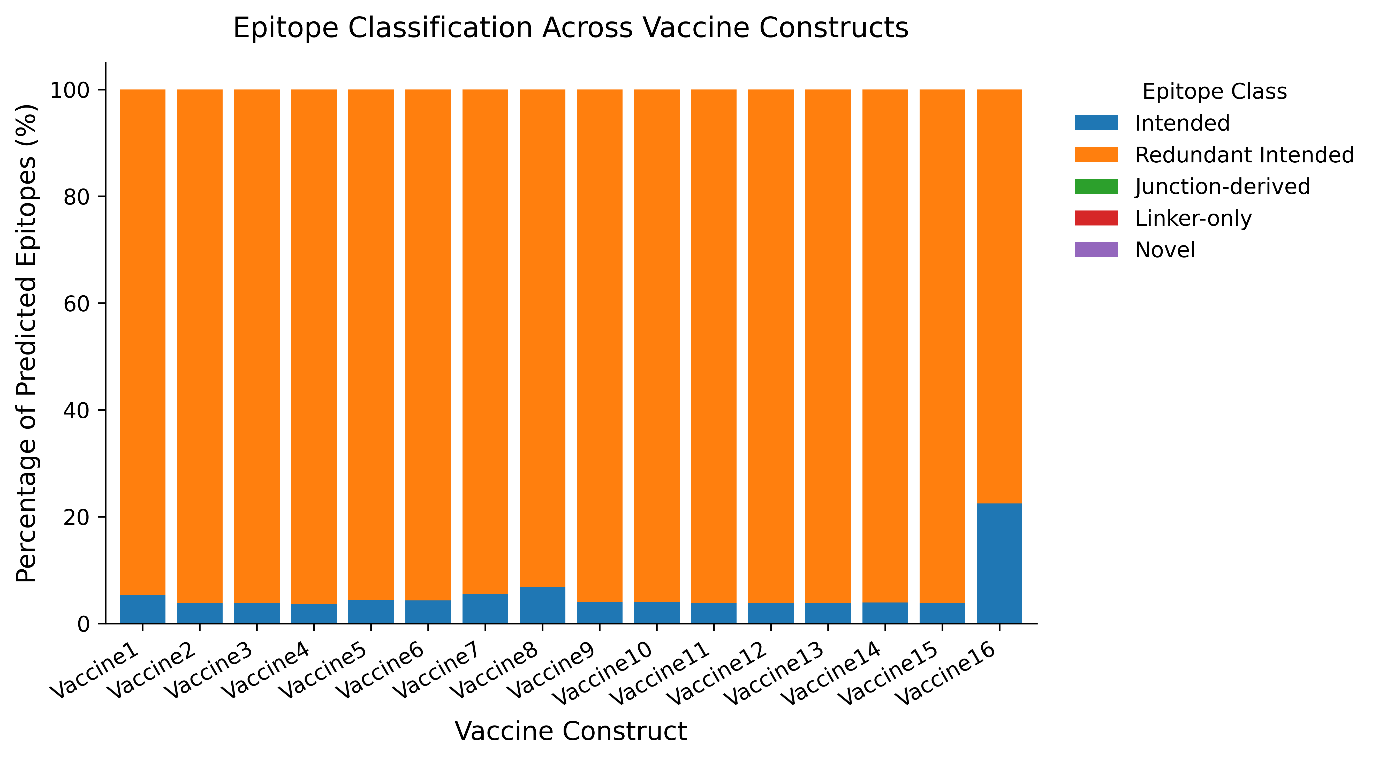 Epitope Classification Across Vaccine Constructs
Percentage of Predicted Epitopes (%)
100
80
60
40
20
0
Vaccine1
Vaccine2
Vaccine3
Vaccine4
Vaccine5
Vaccine6
Vaccine7
Vaccine8
Vaccine9
Vaccine10
Vaccine11
Vaccine12
Vaccine13
Vaccine14
Vaccine15
Vaccine16
Vaccine Construct
Epitope Class
Intended
Redundant Intended
Junction-derived
Linker-only
Novel